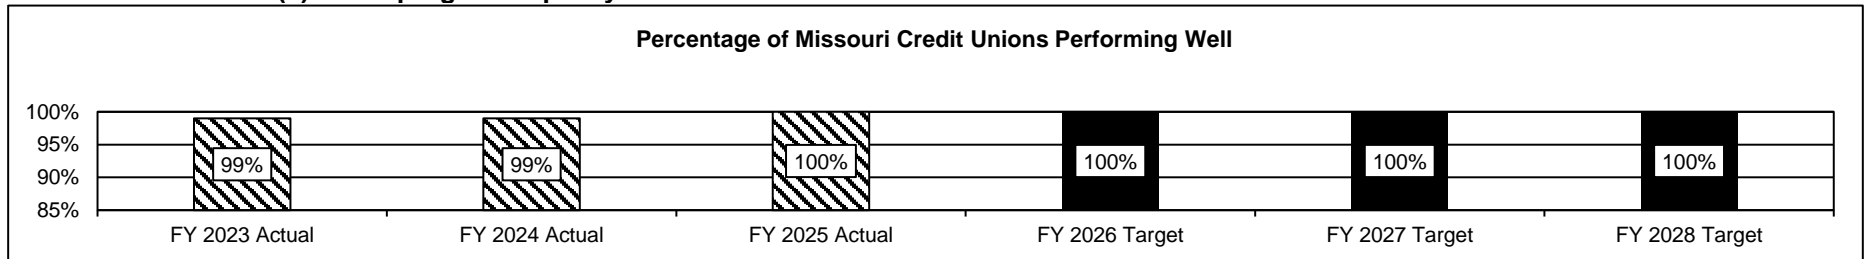 Percentage of Missouri Credit Unions Performing Well
100%
95%
90%
85%
99%
99%
100%
100%
100%
100%
FY 2023 Actual
FY 2024 Actual
FY 2025 Actual
FY 2026 Target
FY 2027 Target
FY 2028 Target